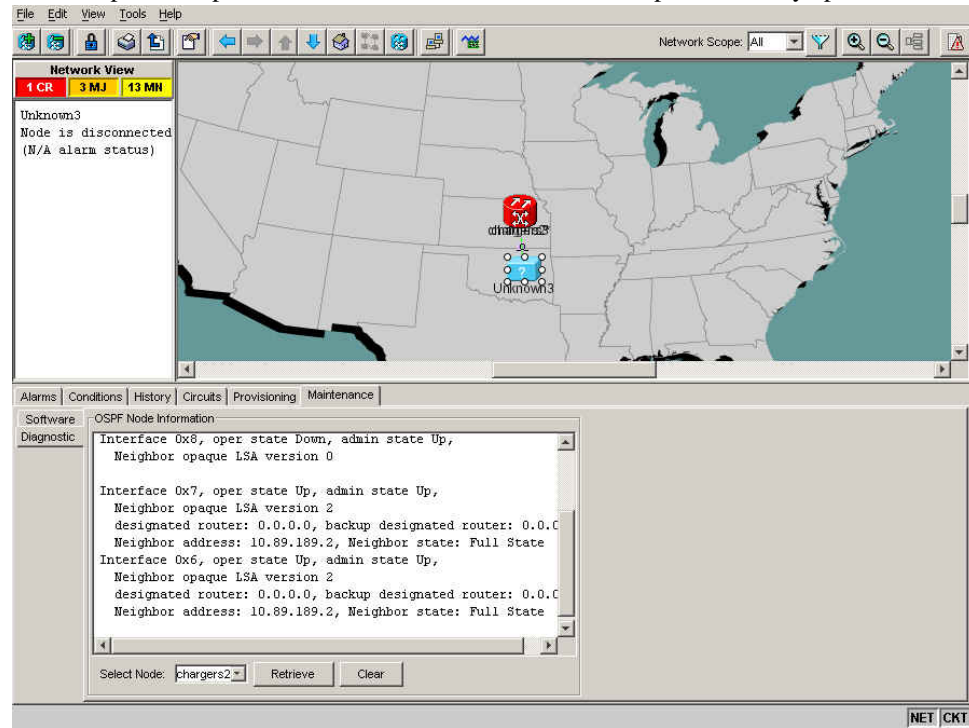 File Edit View Tools Help
Network Scope: All
Network View
1 CR 3 MJ 13 MN
Unknown3
Node is disconnected
(N/A alarm status)
?
Unknown3
Alarms Conditions History Circuits Provisioning Maintenance
Software
Diagnostic
OSPF Node Information
Interface 0x8, oper state Down, admin state Up,
Neighbor opaque LSA version 0
Interface 0x7, oper state Up, admin state Up,
Neighbor opaque LSA version 2
designated router: 0.0.0.0, backup designated router: 0.0.0
Neighbor address: 10.89.189.2, Neighbor state: Full State
Interface 0x6, oper state Up, admin state Up,
Neighbor opaque LSA version 2
designated router: 0.0.0.0, backup designated router: 0.0.0
Neighbor address: 10.89.189.2, Neighbor state: Full State
Select Node: chargers2 Retrieve Clear
NET CKT